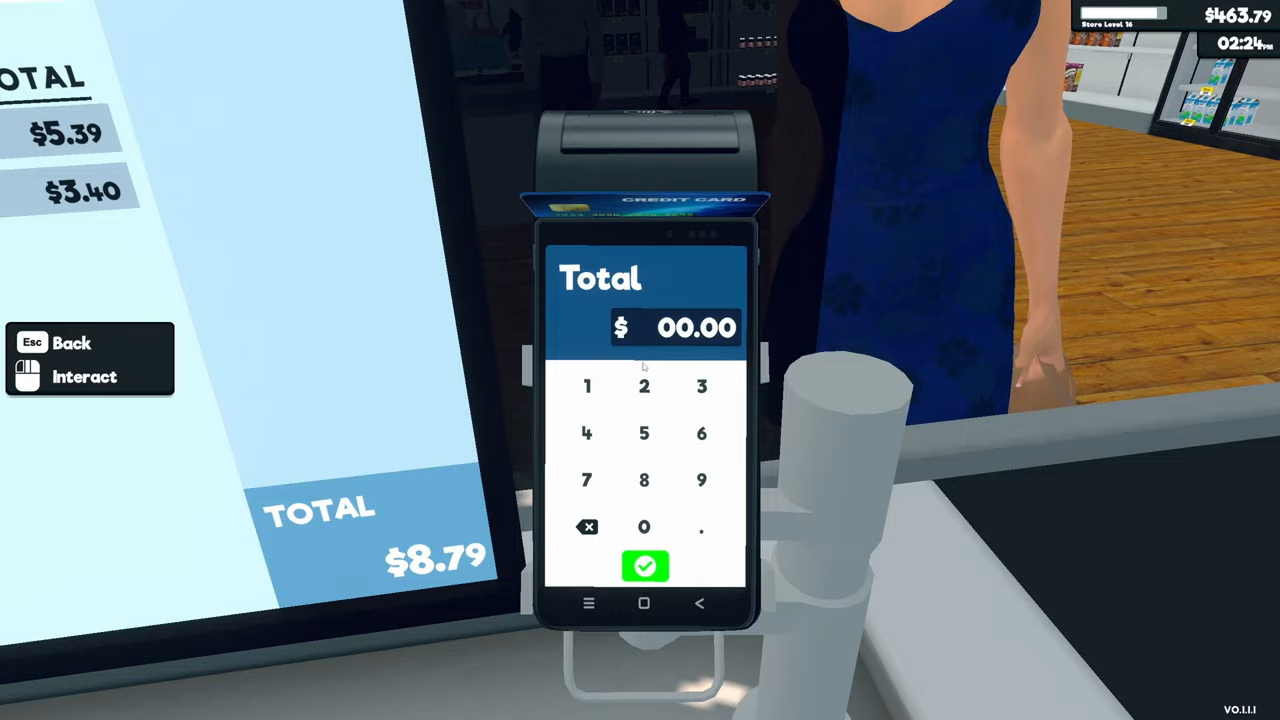 OTAL
$5.39
$3.40
TOTAL
$8.79
Esc Back
Interact
CREDIT CARD
Total
$ 00.00
1 2 3
4 5 6
7 8 9
0 .
Store Level 16
$463.79
02:24PM
V0.1.1.1